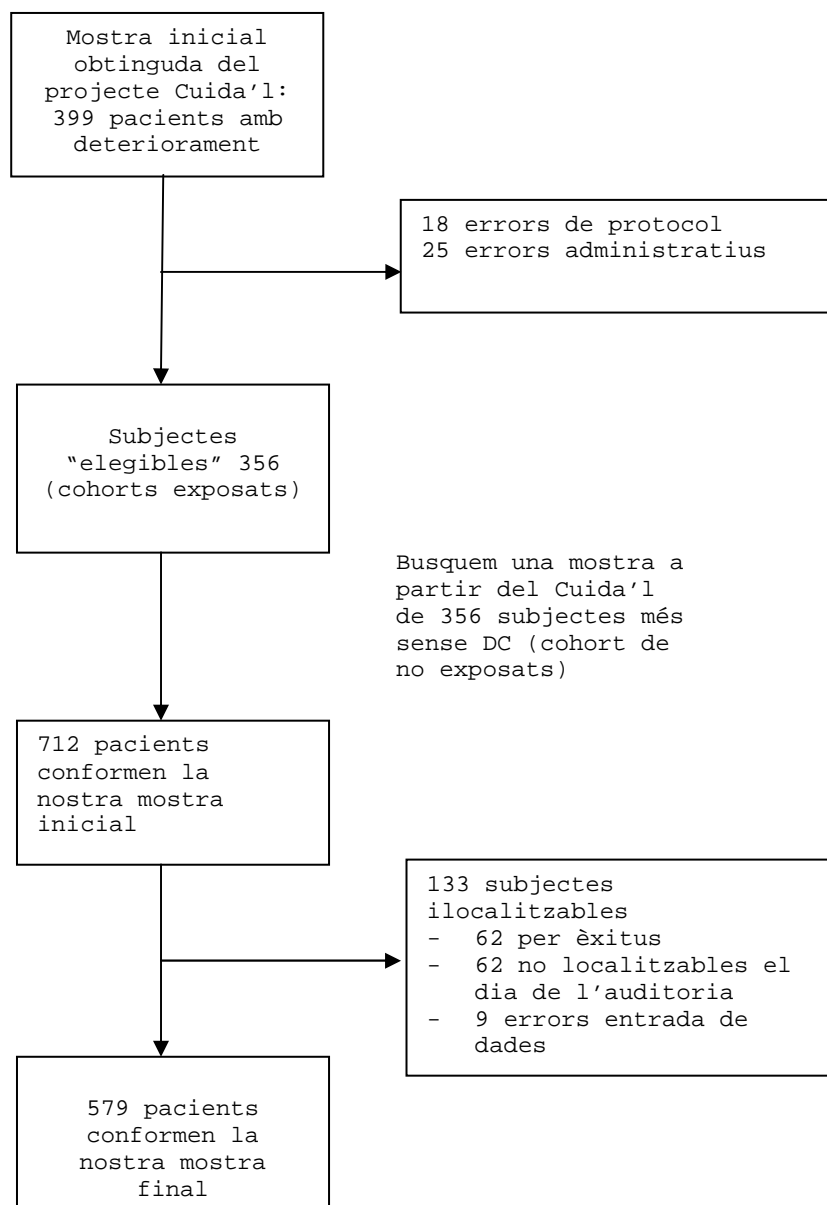 Mostra inicial
obtinguda del
projecte Cuida’l:
399 pacients amb
deteriorament
18 errors de protocol
25 errors administratius
Subjectes
“elegibles” 356
(cohorts exposats)
Busquem una mostra a
partir del Cuida’l
de 356 subjectes més
sense DC (cohort de
no exposats)
712 pacients
conformen la
nostra mostra
inicial
133 subjectes
ilocalitzables
- 62 per èxitus
- 62 no localitzables el
dia de l’auditoria
- 9 errors entrada de
dades
579 pacients
conformen la
nostra mostra
final